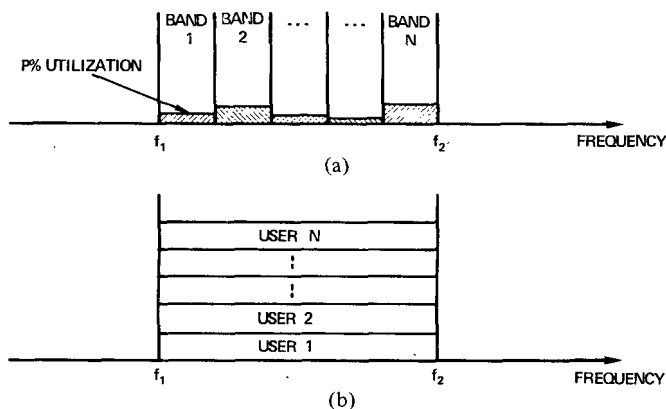 BAND 1
BAND 2
...
...
BAND N
P% UTILIZATION
f1
f2
FREQUENCY
(a)
USER N
USER 2
USER 1
f1
f2
FREQUENCY
(b)